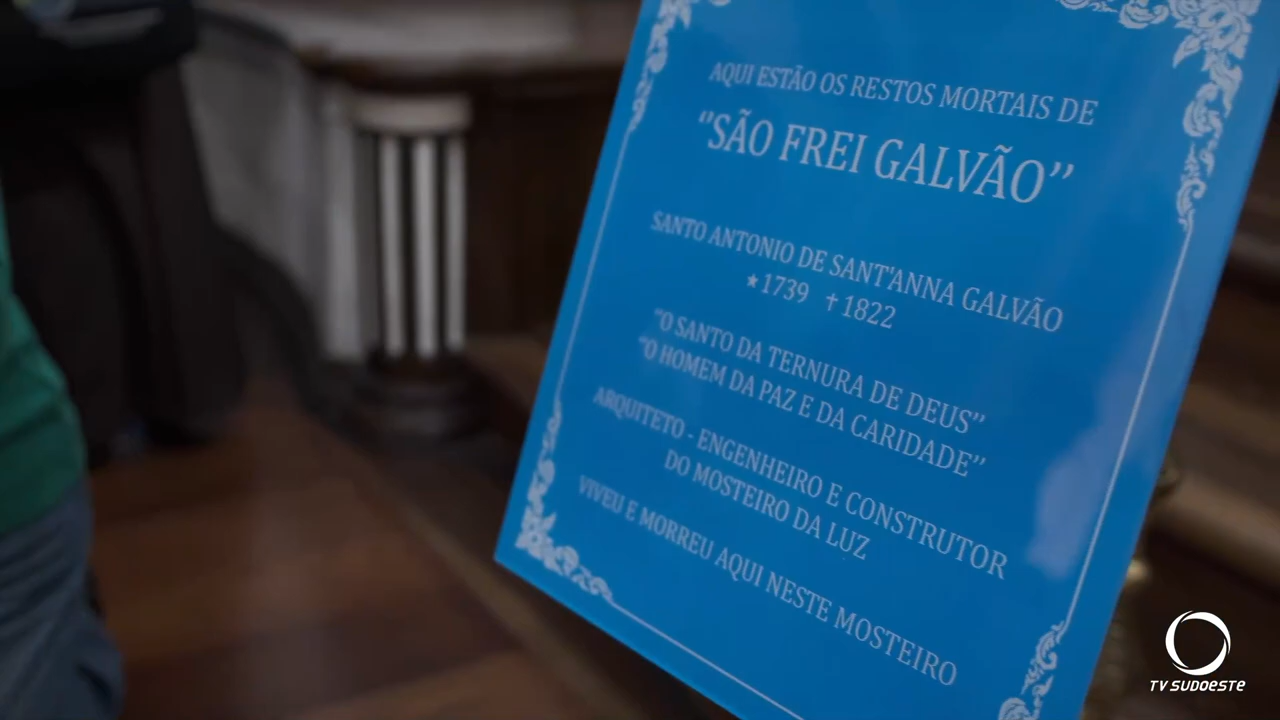 AQUI ESTÃO OS RESTOS MORTAIS DE
"SÃO FREI GALVÃO"
SANTO ANTONIO DE SANT'ANNA GALVÃO
★1739 ✝1822
"O SANTO DA TERNURA DE DEUS"
"O HOMEM DA PAZ E DA CARIDADE"
ARQUITETO - ENGENHEIRO E CONSTRUTOR
DO MOSTEIRO DA LUZ
VIVEU E MORREU AQUI NESTE MOSTEIRO
TV SUDOESTE